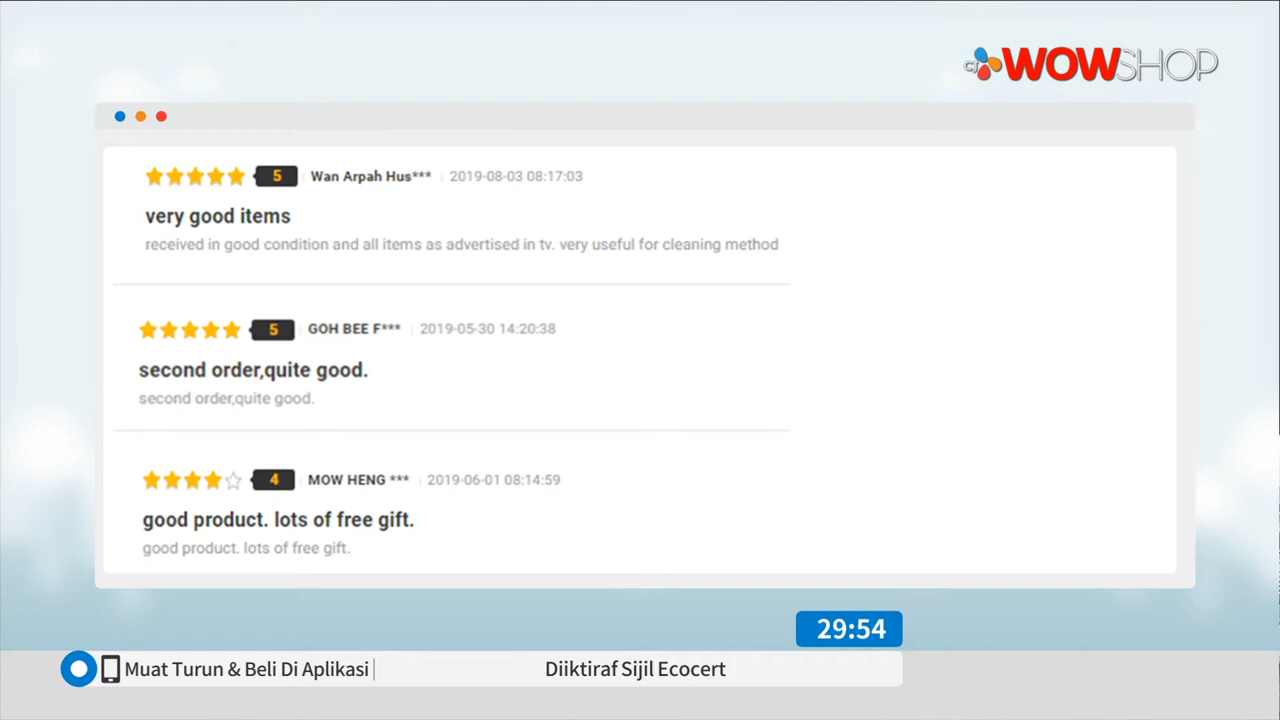 CJ WOWSHOP
5 Wan Arpah Hus*** 2019-08-03 08:17:03
very good items
received in good condition and all items as advertised in tv. very useful for cleaning method
5 GOH BEE F*** 2019-05-30 14:20:38
second order,quite good.
second order,quite good.
4 MOW HENG *** 2019-06-01 08:14:59
good product. lots of free gift.
good product. lots of free gift.
29:54
Muat Turun & Beli Di Aplikasi | Diiktiraf Sijil Ecocert